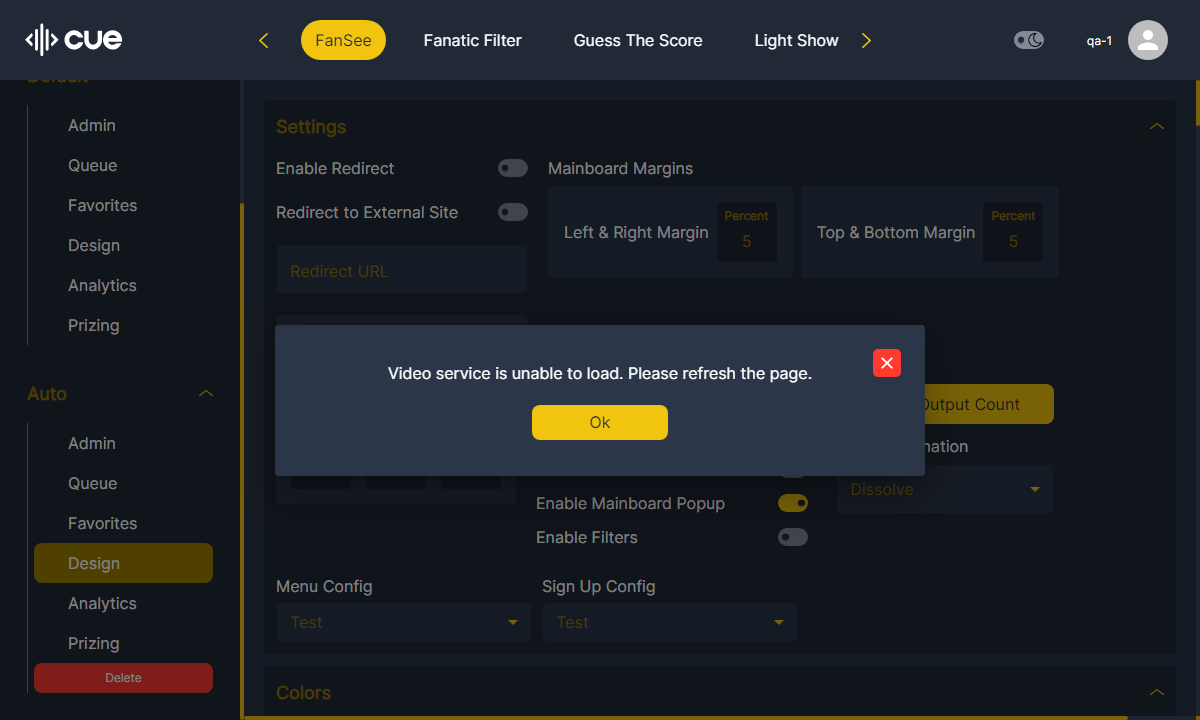 cue
FanSee
Fanatic Filter
Guess The Score
Light Show
qa-1
Default
Admin
Queue
Favorites
Design
Analytics
Prizing
Auto
Admin
Queue
Favorites
Design
Analytics
Prizing
Delete
Settings
Enable Redirect
Redirect to External Site
Redirect URL
Mainboard Margins
Left & Right Margin
Percent
5
Top & Bottom Margin
Percent
5
Video service is unable to load. Please refresh the page.
Ok
Output Count
Dissolve
Enable Mainboard Popup
Enable Filters
Menu Config
Test
Sign Up Config
Test
Colors